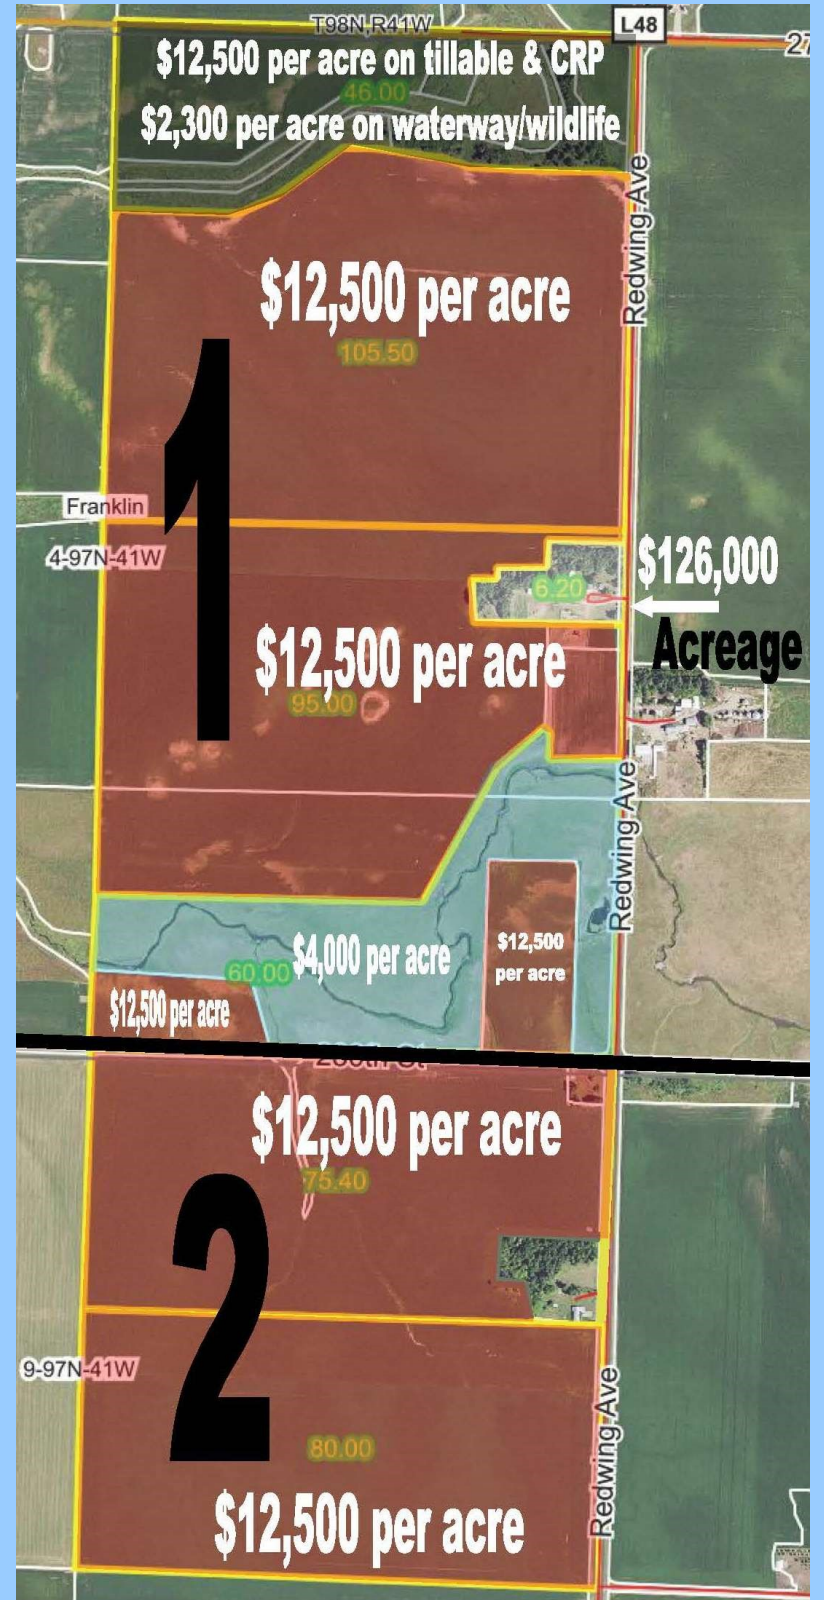 T98N,R41W
L48
27
$12,500 per acre on tillable & CRP
46.00
$2,300 per acre on waterway/wildlife
Redwing Ave
$12,500 per acre
105.50
1
Franklin
4-97N-41W
$126,000
6.20
Acreage
$12,500 per acre
95.00
Redwing Ave
$12,500
per acre
$4,000 per acre
60.00
$12,500 per acre
$12,500 per acre
75.40
2
9-97N-41W
Redwing Ave
80.00
$12,500 per acre